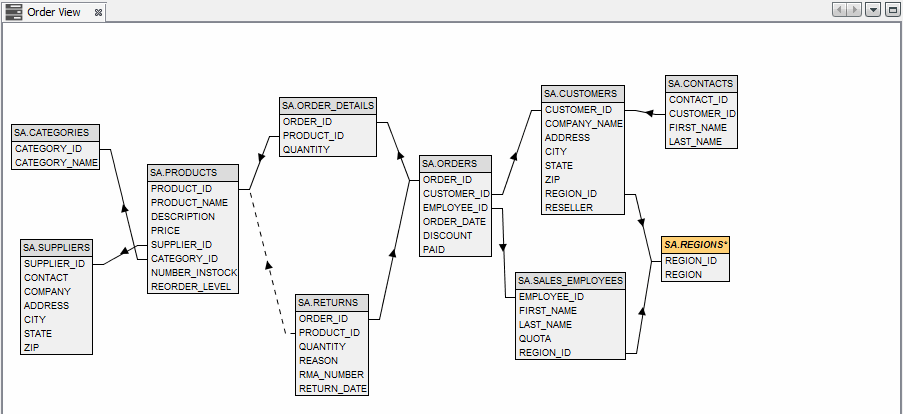 Order View
SA.CATEGORIES
CATEGORY_ID
CATEGORY_NAME
SA.SUPPLIERS
SUPPLIER_ID
CONTACT
COMPANY
ADDRESS
CITY
STATE
ZIP
SA.PRODUCTS
PRODUCT_ID
PRODUCT_NAME
DESCRIPTION
PRICE
SUPPLIER_ID
CATEGORY_ID
NUMBER_INSTOCK
REORDER_LEVEL
SA.ORDER_DETAILS
ORDER_ID
PRODUCT_ID
QUANTITY
SA.RETURNS
ORDER_ID
PRODUCT_ID
QUANTITY
REASON
RMA_NUMBER
RETURN_DATE
SA.ORDERS
ORDER_ID
CUSTOMER_ID
EMPLOYEE_ID
ORDER_DATE
DISCOUNT
PAID
SA.CUSTOMERS
CUSTOMER_ID
COMPANY_NAME
ADDRESS
CITY
STATE
ZIP
REGION_ID
RESELLER
SA.SALES_EMPLOYEES
EMPLOYEE_ID
FIRST_NAME
LAST_NAME
QUOTA
REGION_ID
SA.CONTACTS
CONTACT_ID
CUSTOMER_ID
FIRST_NAME
LAST_NAME
SA.REGIONS*
REGION_ID
REGION